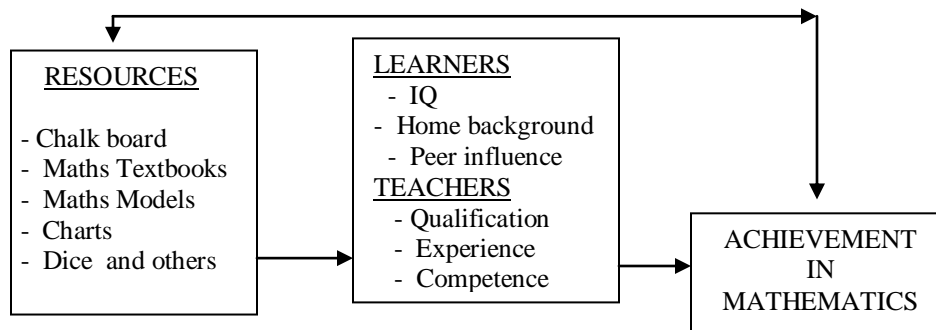 RESOURCES
- Chalk board
- Maths Textbooks
- Maths Models
- Charts
- Dice and others
LEARNERS
- IQ
- Home background
- Peer influence
TEACHERS
- Qualification
- Experience
- Competence
ACHIEVEMENT
IN
MATHEMATICS